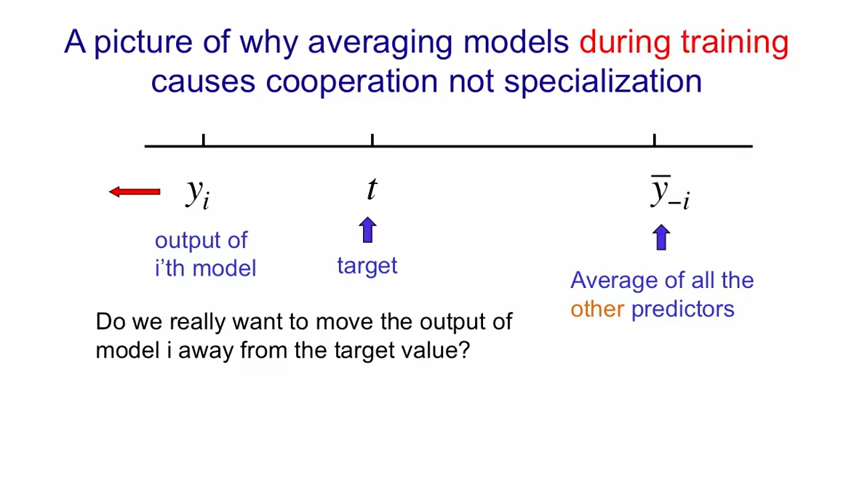 A picture of why averaging models during training
causes cooperation not specialization
yᵢ t ȳ₋ᵢ
output of
i'th model
target
Average of all the
other predictors
Do we really want to move the output of
model i away from the target value?